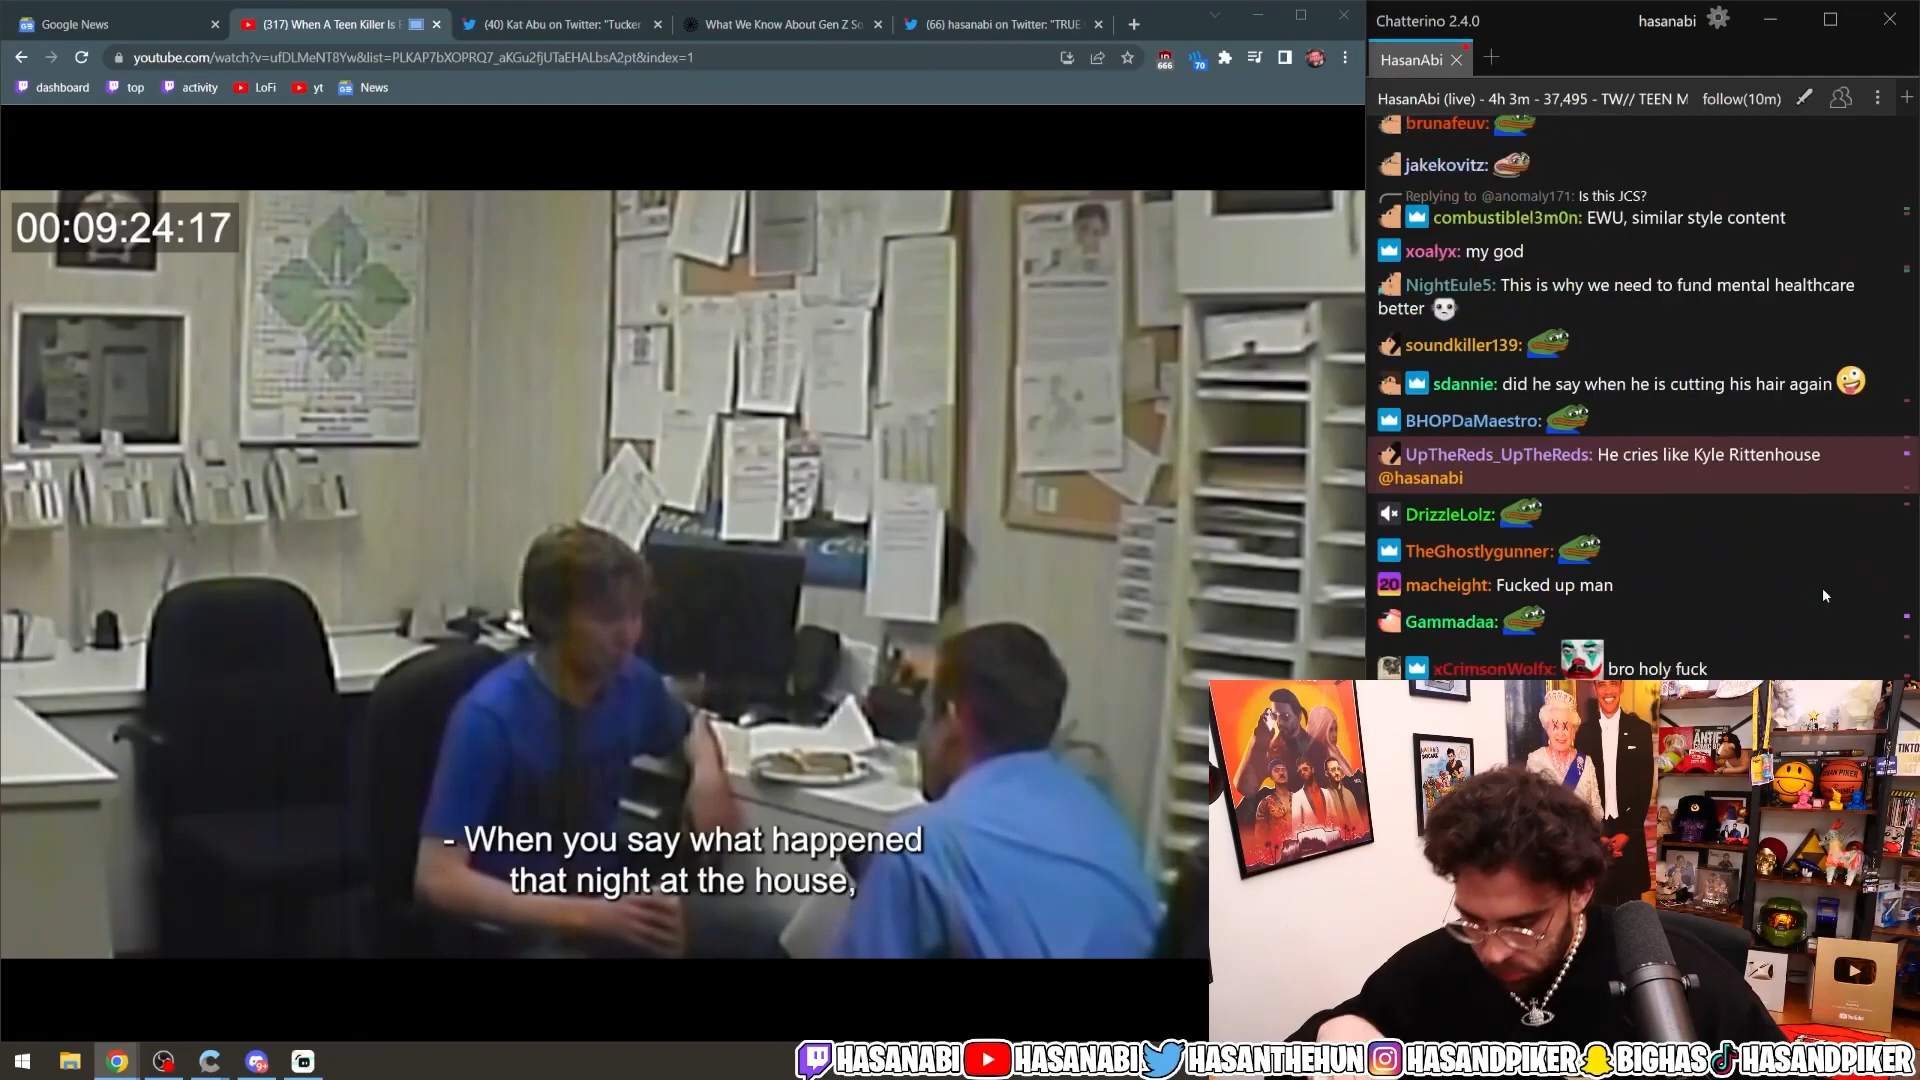 Google News
(317) When A Teen Killer Is
(40) Kat Abu on Twitter: "Tucker
What We Know About Gen Z So
(66) hasanabi on Twitter: "TRUE
youtube.com/watch?v=ufDLMeNT8Yw&list=PLKAP7bXOPRQ7_aKGu2fjUTaEHALbsA2pt&index=1
666
70
dashboard
top
activity
LoFi
yt
News
00:09:24:17
- When you say what happened
that night at the house,
Chatterino 2.4.0
hasanabi
HasanAbi
HasanAbi (live) - 4h 3m - 37,495 - TW// TEEN M
follow(10m)
brunafeuv:
jakekovitz:
Replying to @anomaly171: Is this JCS?
combustiblel3m0n: EWU, similar style content
xoalyx: my god
NightEule5: This is why we need to fund mental healthcare
better
soundkiller139:
sdannie: did he say when he is cutting his hair again
BHOPDaMaestro:
UpTheReds_UpTheReds: He cries like Kyle Rittenhouse
@hasanabi
DrizzleLolz:
TheGhostlygunner:
20 macheight: Fucked up man
Gammadaa:
xCrimsonWolfx: bro holy fuck
HASANABI
HASANABI
HASANTHEHUN
HASANDPIKER
BIGHAS
HASANDPIKER